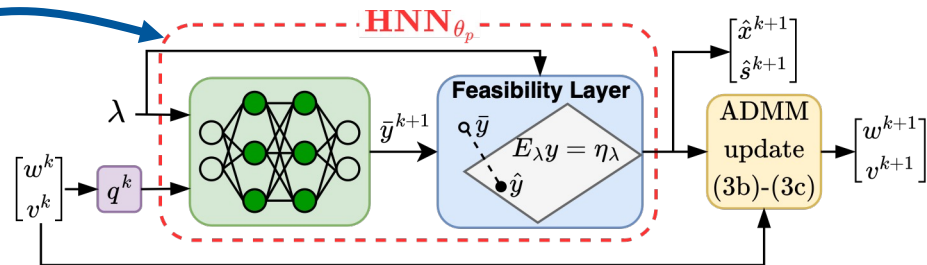 HNN_{θ_p}
λ
[w^k
v^k]
q^k
ȳ^{k+1}
Feasibility Layer
ȳ
E_λ y = η_λ
ŷ
[x̂^{k+1}
ŝ^{k+1}]
ADMM
update
(3b)-(3c)
[w^{k+1}
v^{k+1}]